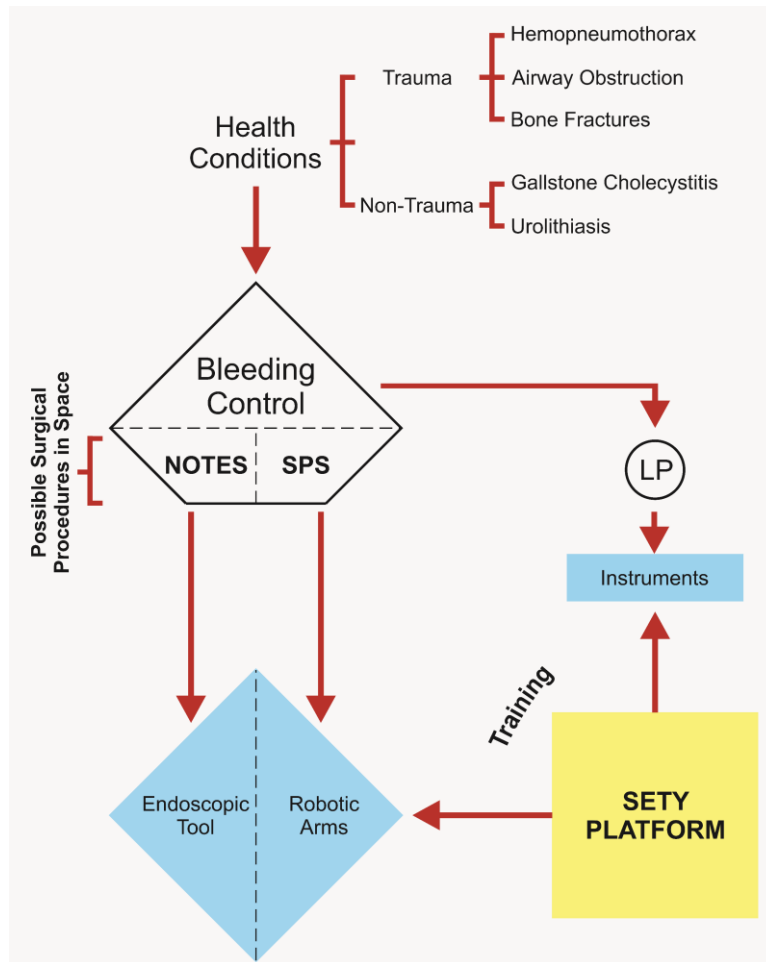 Hemopneumothorax
Trauma
Airway Obstruction
Health
Conditions
Bone Fractures
Gallstone Cholecystitis
Non-Trauma
Urolithiasis
Bleeding
Control
Possible Surgical
Procedures in Space
NOTES
SPS
LP
Instruments
Training
Endoscopic
Tool
Robotic
Arms
SETY
PLATFORM